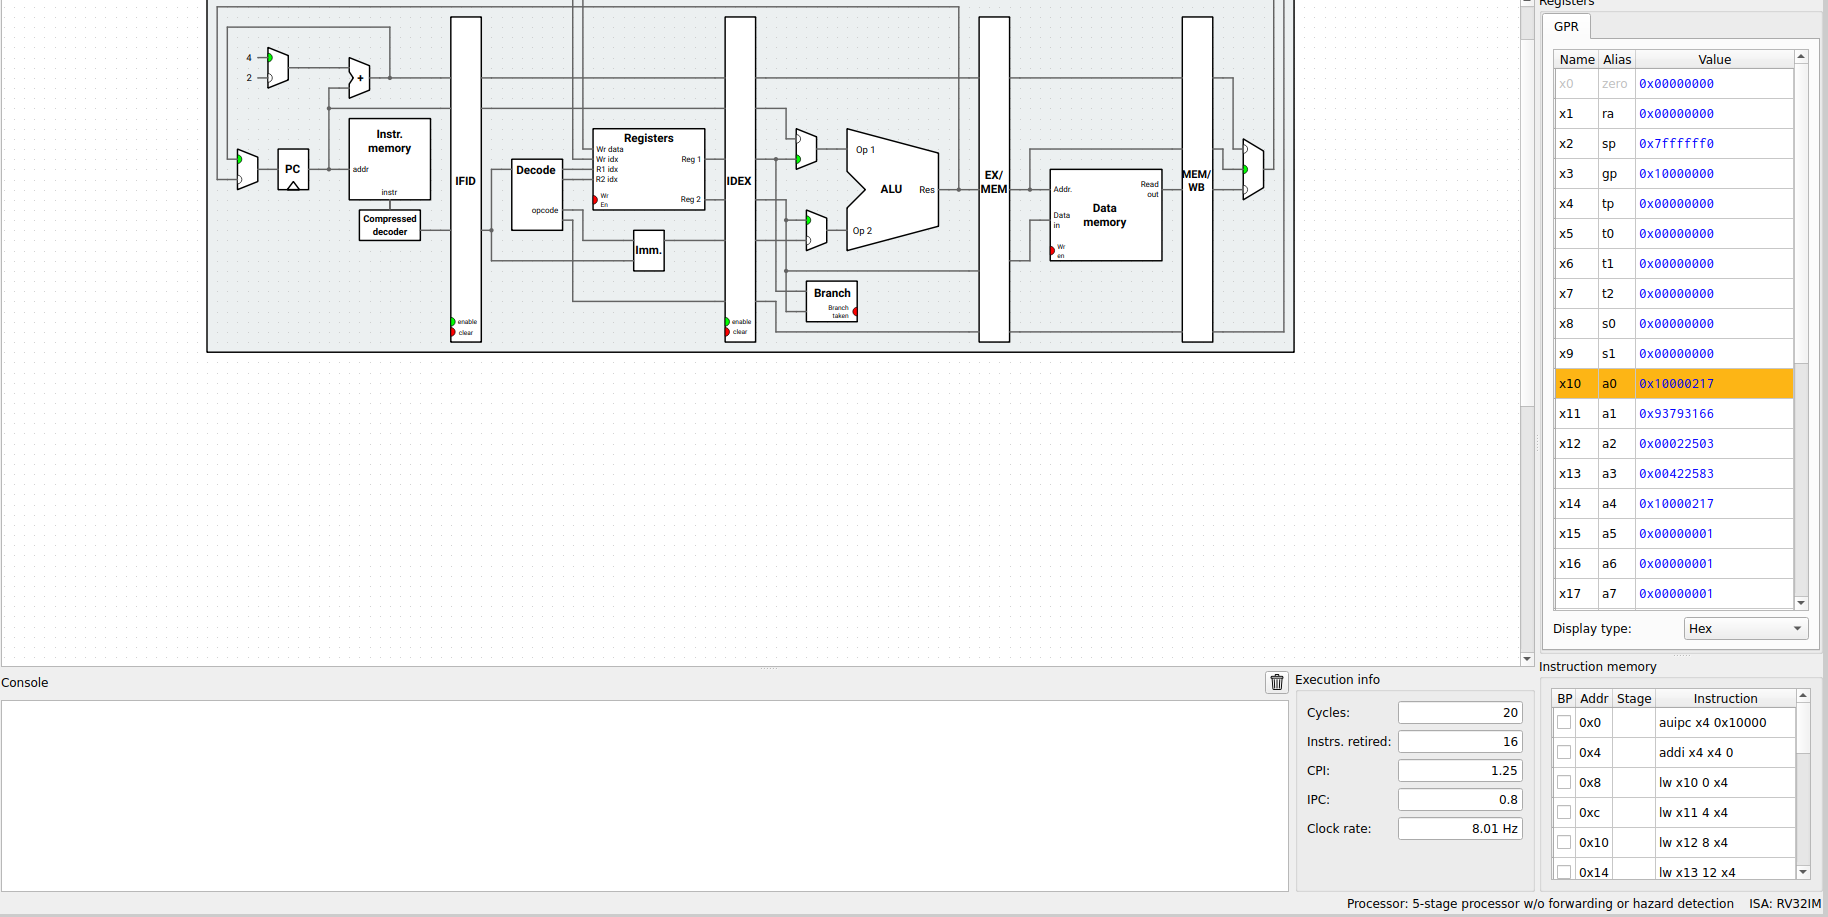 Registers
GPR
Name Alias Value
x0 zero 0x00000000
x1 ra 0x00000000
x2 sp 0x7ffffff0
x3 gp 0x10000000
x4 tp 0x00000000
x5 t0 0x00000000
x6 t1 0x00000000
x7 t2 0x00000000
x8 s0 0x00000000
x9 s1 0x00000000
x10 a0 0x10000217
x11 a1 0x93793166
x12 a2 0x00022503
x13 a3 0x00422583
x14 a4 0x10000217
x15 a5 0x00000001
x16 a6 0x00000001
x17 a7 0x00000001
Display type: Hex
4
2
+
PC
Instr.
memory
addr
instr
Compressed
decoder
IFID
enable
clear
Decode
opcode
Registers
Wr data
Wr idx
R1 idx
R2 idx
Wr
En
Reg 1
Reg 2
Imm.
IDEX
enable
clear
Op 1
ALU
Res
Op 2
Branch
Branch
taken
EX/
MEM
Addr.
Read
out
Data
memory
Data
in
Wr
en
MEM/
WB
Console
Execution info
Cycles: 20
Instrs. retired: 16
CPI: 1.25
IPC: 0.8
Clock rate: 8.01 Hz
Instruction memory
BP Addr Stage Instruction
0x0 auipc x4 0x10000
0x4 addi x4 x4 0
0x8 lw x10 0 x4
0xc lw x11 4 x4
0x10 lw x12 8 x4
0x14 lw x13 12 x4
Processor: 5-stage processor w/o forwarding or hazard detection ISA: RV32IM